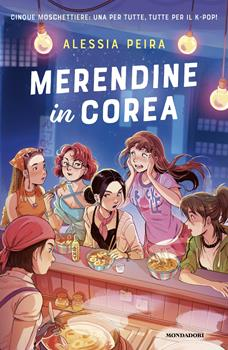 CINQUE MOSCHETTIERE: UNA PER TUTTE, TUTTE PER IL K-POP!
ALESSIA PEIRA
MERENDINE
in COREA
MONDADORI